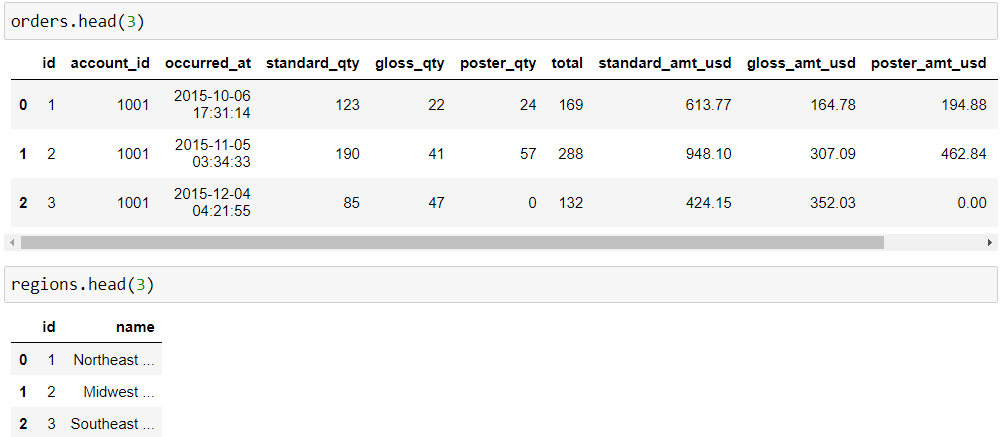 orders.head(3)
id account_id occurred_at standard_qty gloss_qty poster_qty total standard_amt_usd gloss_amt_usd poster_amt_usd
0 1 1001 2015-10-06 17:31:14 123 22 24 169 613.77 164.78 194.88
1 2 1001 2015-11-05 03:34:33 190 41 57 288 948.10 307.09 462.84
2 3 1001 2015-12-04 04:21:55 85 47 0 132 424.15 352.03 0.00
regions.head(3)
id name
0 1 Northeast ...
1 2 Midwest ...
2 3 Southeast ...